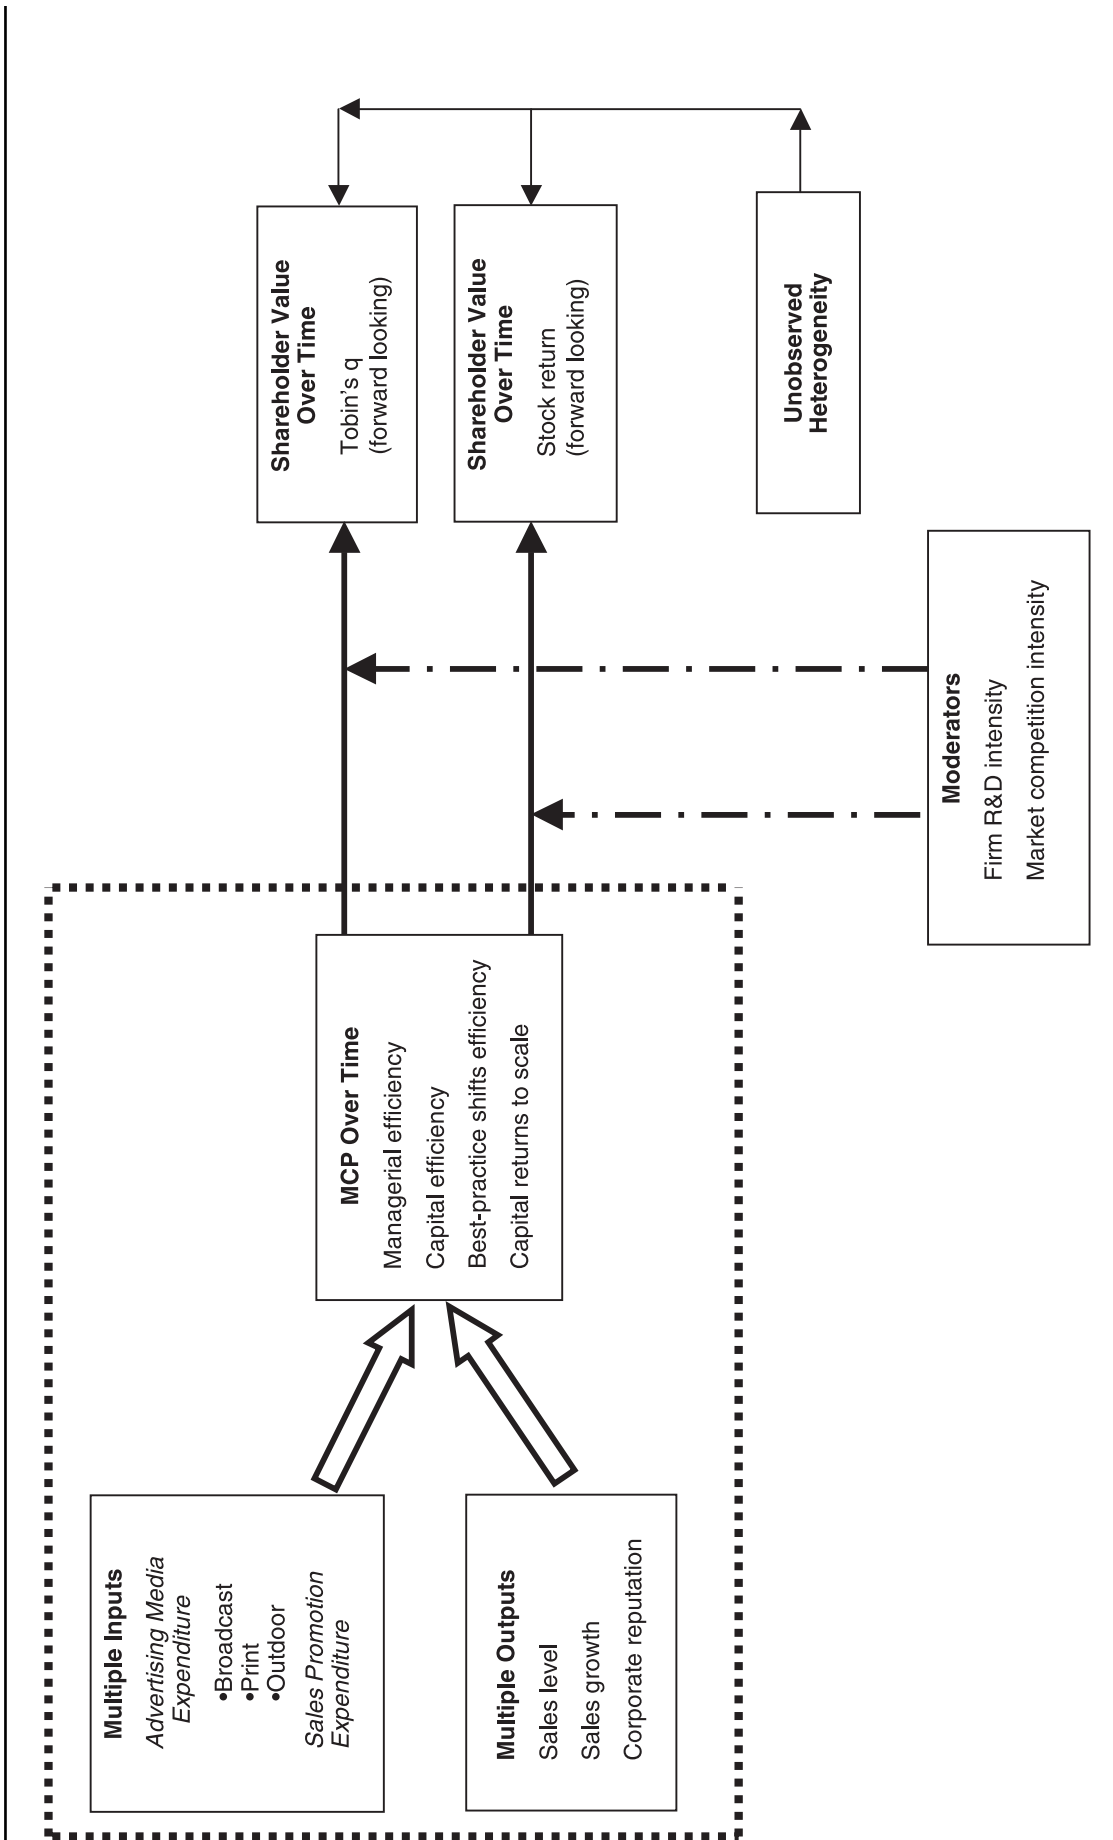 Multiple Inputs
Advertising Media
Expenditure
•Broadcast
•Print
•Outdoor
Sales Promotion
Expenditure
Multiple Outputs
Sales level
Sales growth
Corporate reputation
MCP Over Time
Managerial efficiency
Capital efficiency
Best-practice shifts efficiency
Capital returns to scale
Shareholder Value
Over Time
Tobin’s q
(forward looking)
Shareholder Value
Over Time
Stock return
(forward looking)
Unobserved
Heterogeneity
Moderators
Firm R&D intensity
Market competition intensity